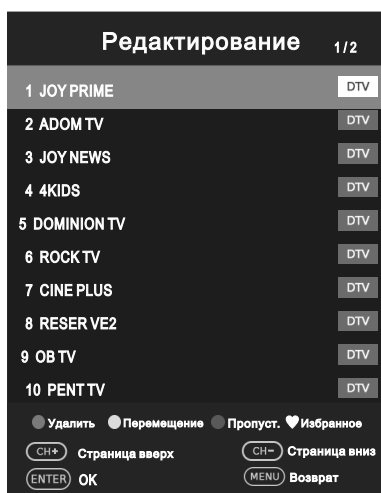 Редактирование 1/2
1 JOY PRIME DTV
2 ADOM TV DTV
3 JOY NEWS DTV
4 4KIDS DTV
5 DOMINION TV DTV
6 ROCK TV DTV
7 CINE PLUS DTV
8 RESER VE2 DTV
9 OB TV DTV
10 PENT TV DTV
Удалить Перемещение Пропуст. Избранное
CH+ Страница вверх CH- Страница вниз
ENTER OK MENU Возврат